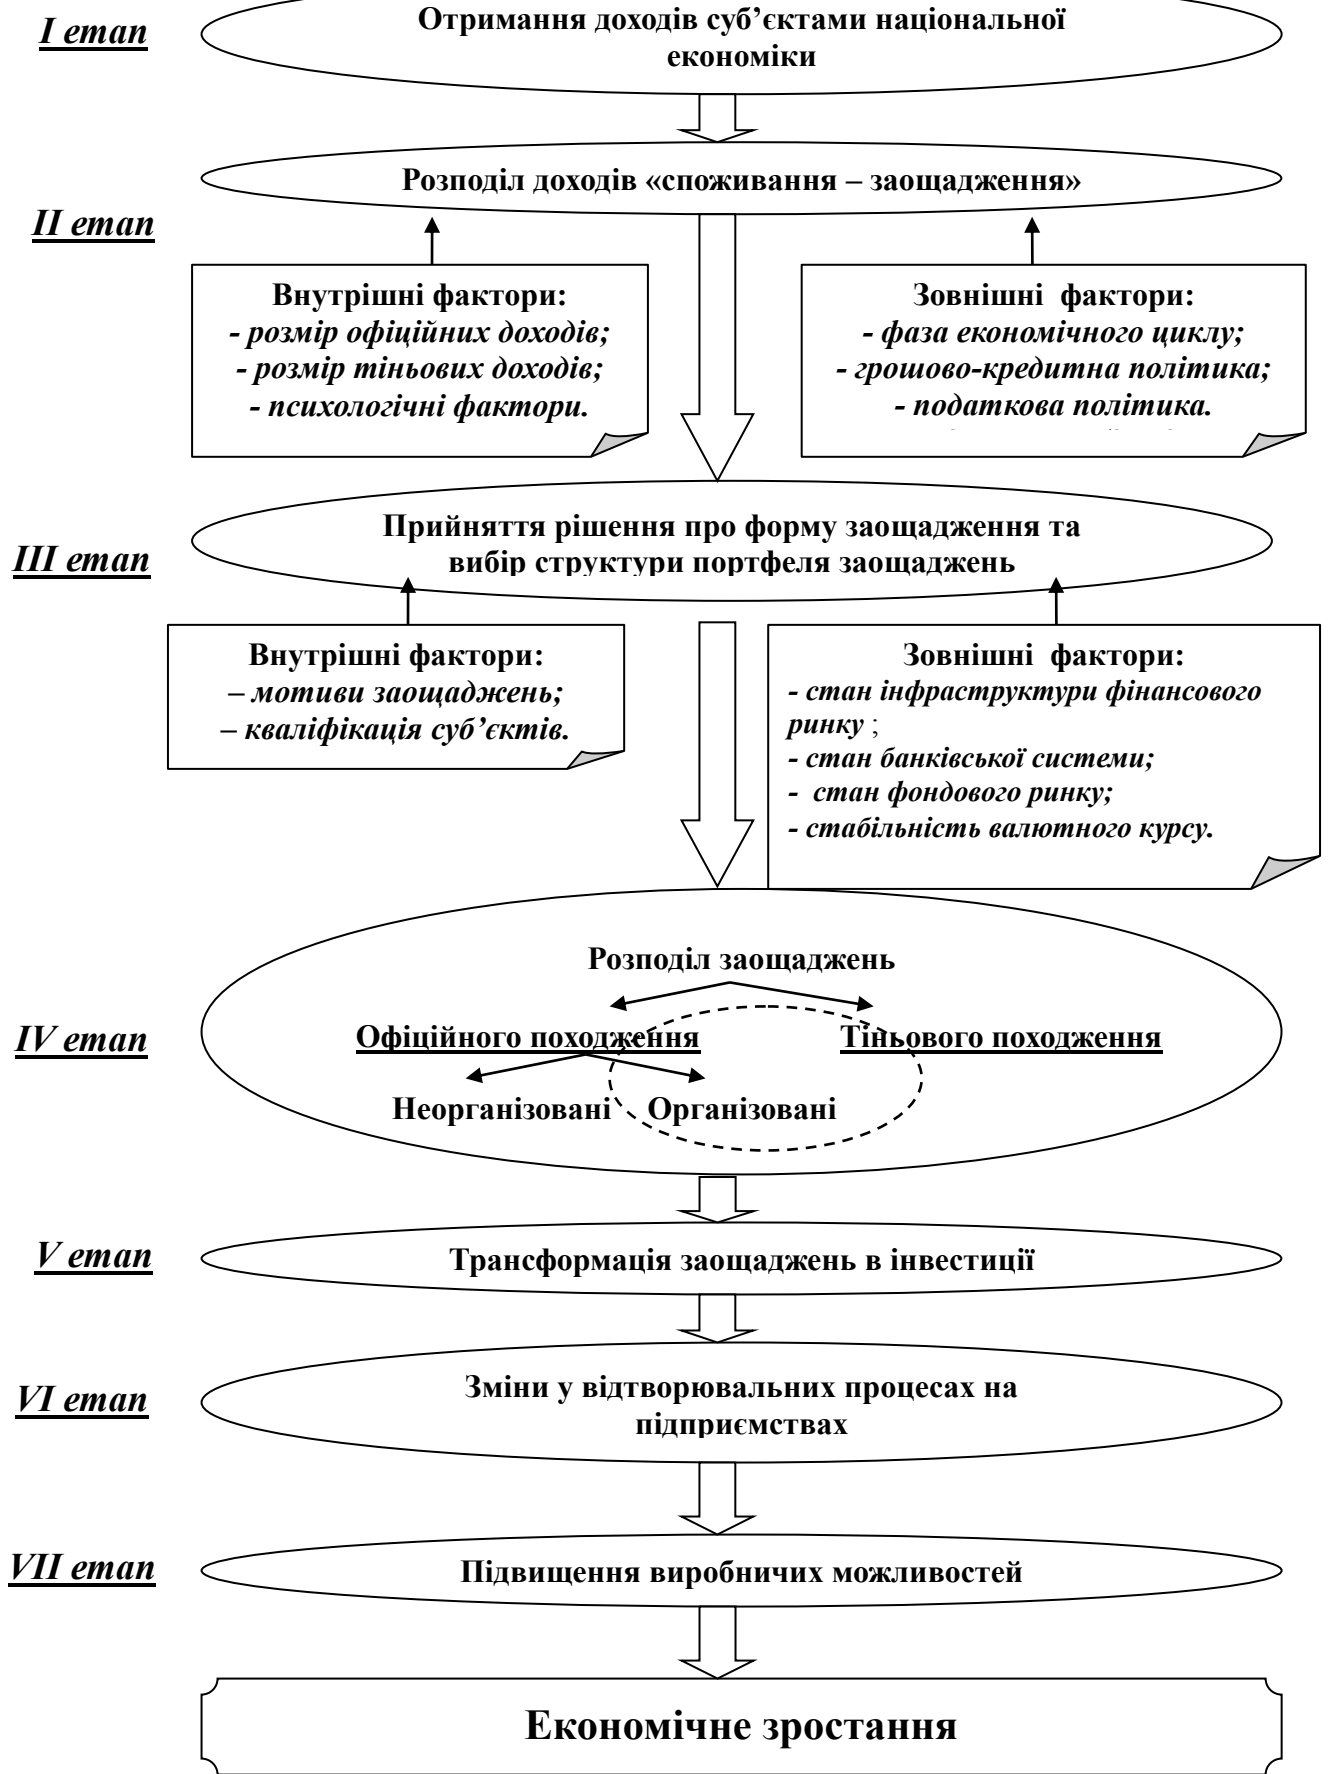 I етап
Отримання доходів суб’єктами національної
економіки
Розподіл доходів «споживання – заощадження»
II етап
Внутрішні фактори:
- розмір офіційних доходів;
- розмір тіньових доходів;
- психологічні фактори.
Зовнішні фактори:
- фаза економічного циклу;
- грошово-кредитна політика;
- податкова політика.
III етап
Прийняття рішення про форму заощадження та
вибір структури портфеля заощаджень
Внутрішні фактори:
– мотиви заощаджень;
– кваліфікація суб’єктів.
Зовнішні фактори:
- стан інфраструктури фінансового
ринку ;
- стан банківської системи;
- стан фондового ринку;
- стабільність валютного курсу.
IV етап
Розподіл заощаджень
Офіційного походження
Тіньового походження
Неорганізовані
Організовані
V етап
Трансформація заощаджень в інвестиції
VI етап
Зміни у відтворювальних процесах на
підприємствах
VII етап
Підвищення виробничих можливостей
Економічне зростання